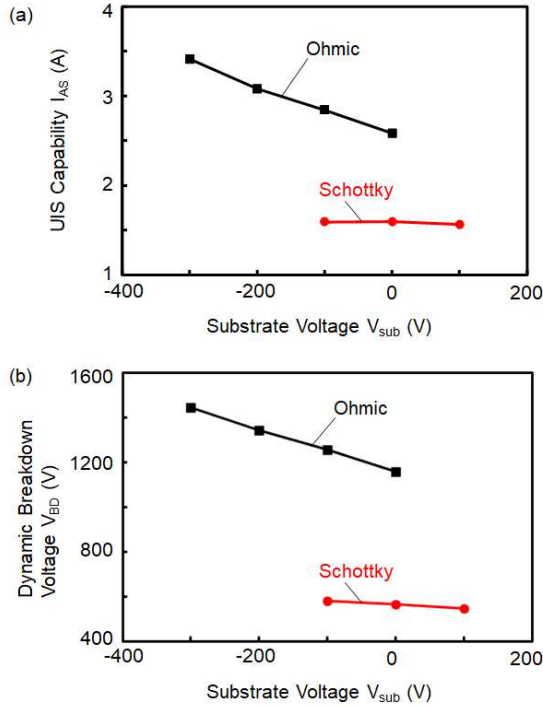 (a)
4
3
2
1
UIS Capability I_AS (A)
Ohmic
Schottky
-400
-200
0
200
Substrate Voltage V_sub (V)
(b)
1600
1200
800
400
Dynamic Breakdown
Voltage V_BD (V)
Ohmic
Schottky
-400
-200
0
200
Substrate Voltage V_sub (V)